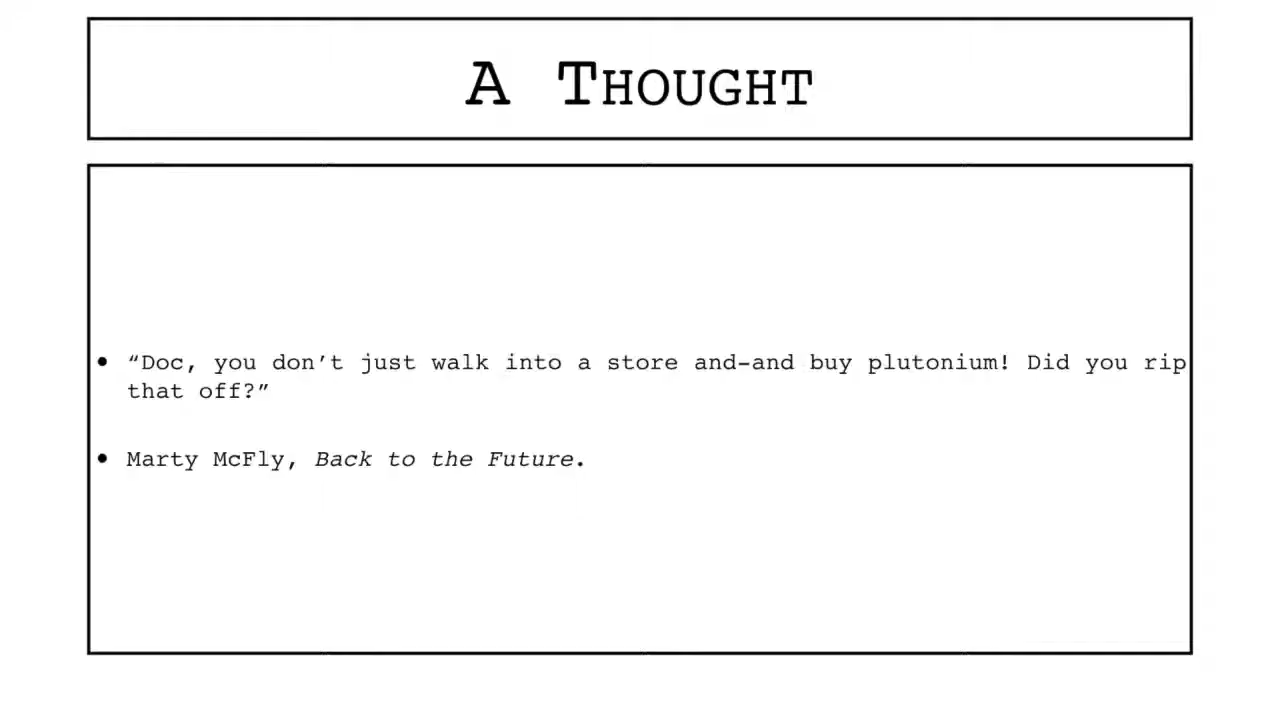 A THOUGHT
• “Doc, you don’t just walk into a store and-and buy plutonium! Did you rip
that off?”
• Marty McFly, Back to the Future.